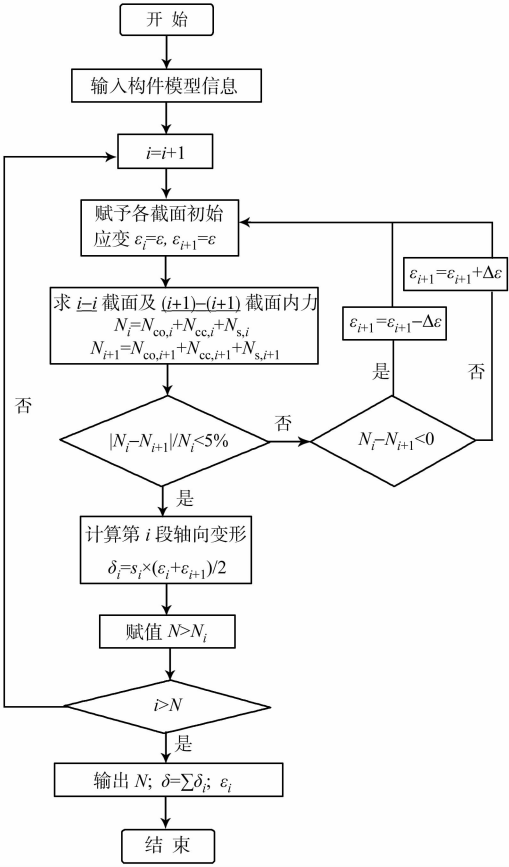 开 始
输入构件模型信息
i=i+1
赋予各截面初始
应变 εi=ε, εi+1=ε
εi+1=εi+1+Δε
求 i–i 截面及 (i+1)–(i+1) 截面内力
Ni=Nco,i+Ncc,i+Ns,i
Ni+1=Nco,i+1+Ncc,i+1+Ns,i+1
εi+1=εi+1–Δε
是
否
否
|Ni–Ni+1|/Ni<5%
否
Ni–Ni+1<0
是
计算第 i 段轴向变形
δi=si×(εi+εi+1)/2
赋值 N>Ni
i>N
是
输出 N; δ=∑δi; εi
结 束